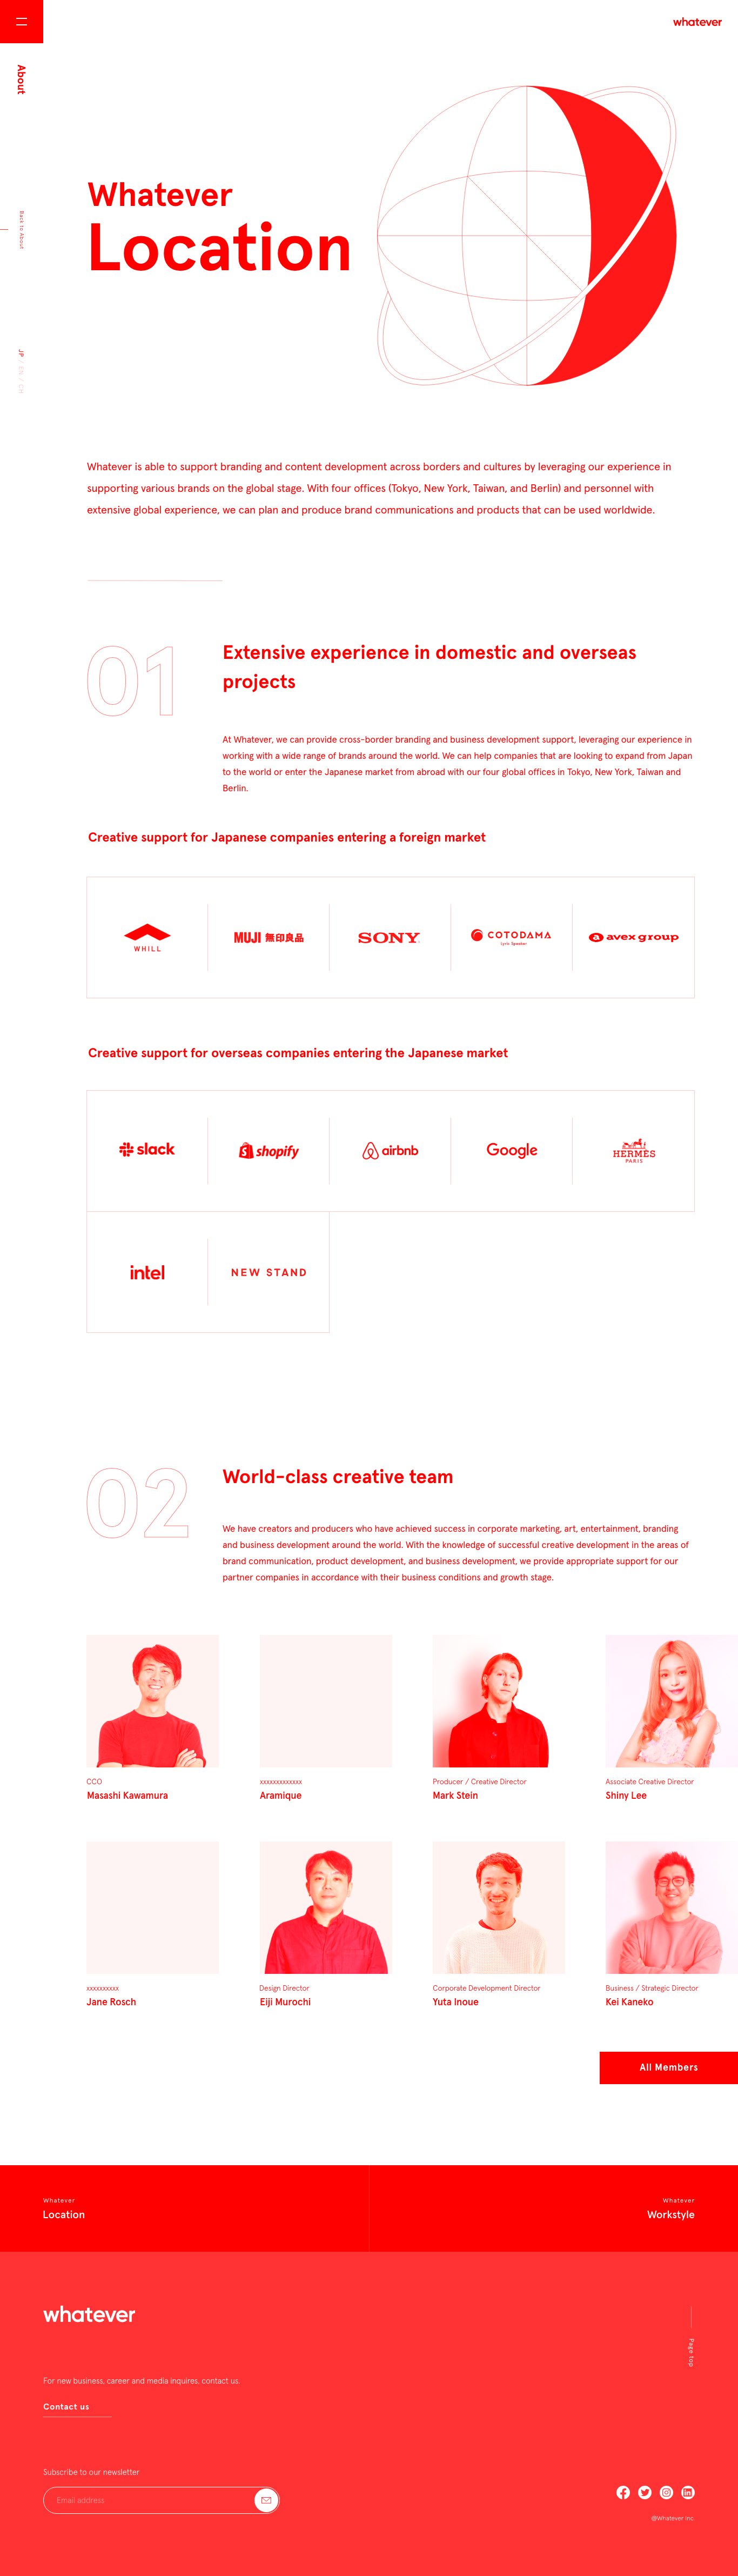 whatever
About
Back to About
JP / EN / CH
Whatever
Location
Whatever is able to support branding and content development across borders and cultures by leveraging our experience in
supporting various brands on the global stage. With four offices (Tokyo, New York, Taiwan, and Berlin) and personnel with
extensive global experience, we can plan and produce brand communications and products that can be used worldwide.
01
Extensive experience in domestic and overseas
projects
At Whatever, we can provide cross-border branding and business development support, leveraging our experience in
working with a wide range of brands around the world. We can help companies that are looking to expand from Japan
to the world or enter the Japanese market from abroad with our four global offices in Tokyo, New York, Taiwan and
Berlin.
Creative support for Japanese companies entering a foreign market
WHILL
MUJI 無印良品
SONY
COTODAMA
Lyric Speaker
avex group
Creative support for overseas companies entering the Japanese market
slack
shopify
airbnb
Google
HERMÈS
PARIS
intel
NEW STAND
02
World-class creative team
We have creators and producers who have achieved success in corporate marketing, art, entertainment, branding
and business development around the world. With the knowledge of successful creative development in the areas of
brand communication, product development, and business development, we provide appropriate support for our
partner companies in accordance with their business conditions and growth stage.
CCO
Masashi Kawamura
xxxxxxxxxxxxx
Aramique
Producer / Creative Director
Mark Stein
Associate Creative Director
Shiny Lee
xxxxxxxxxx
Jane Rosch
Design Director
Eiji Murochi
Corporate Development Director
Yuta Inoue
Business / Strategic Director
Kei Kaneko
All Members
Whatever
Location
Whatever
Workstyle
whatever
Page top
For new business, career and media inquires, contact us.
Contact us
Subscribe to our newsletter
Email address
@Whatever Inc.